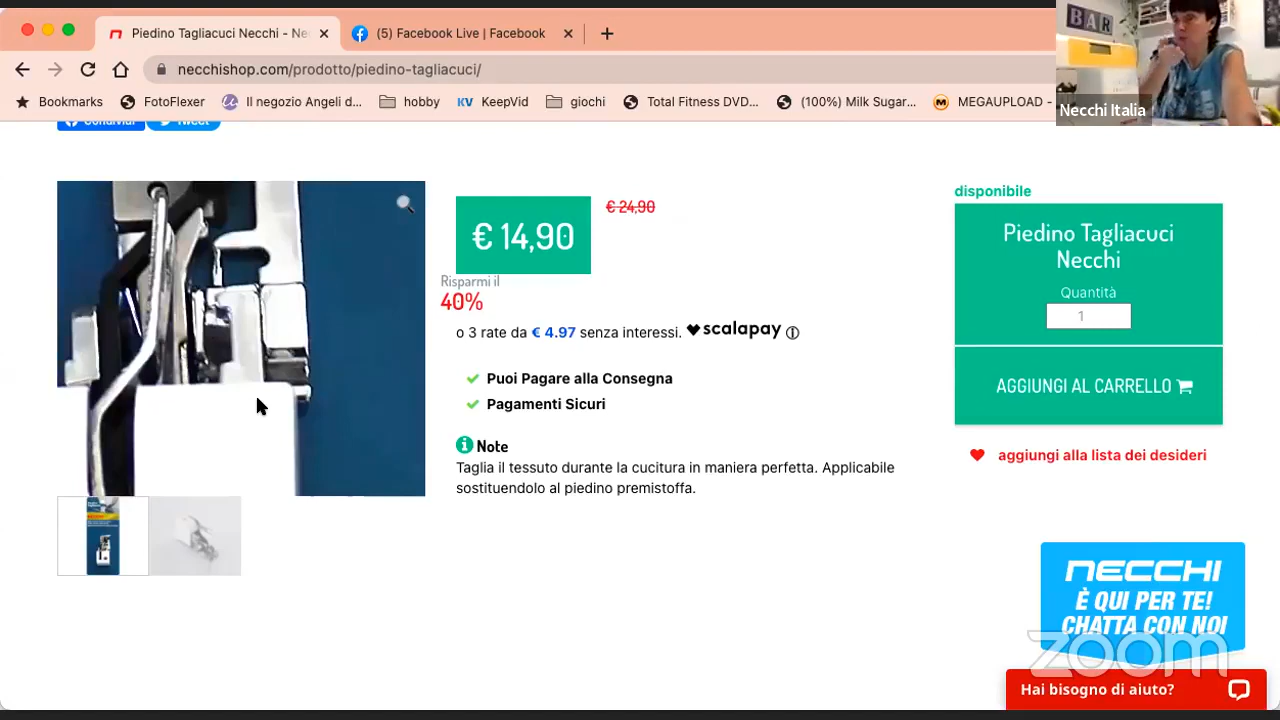 Piedino Tagliacuci Necchi - Ne
(5) Facebook Live | Facebook
necchishop.com/prodotto/piedino-tagliacuci/
Bookmarks
FotoFlexer
Il negozio Angeli d...
hobby
KV
KeepVid
giochi
Total Fitness DVD...
(100%) Milk Sugar...
MEGAUPLOAD -
BAR
Necchi Italia
Condividi
Tweet
€ 14,90
€ 24,90
Risparmi il
40%
o 3 rate da € 4.97 senza interessi. scalapay
Puoi Pagare alla Consegna
Pagamenti Sicuri
Note
Taglia il tessuto durante la cucitura in maniera perfetta. Applicabile
sostituendolo al piedino premistoffa.
disponibile
Piedino Tagliacuci
Necchi
Quantità
1
AGGIUNGI AL CARRELLO
aggiungi alla lista dei desideri
NECCHI
È QUI PER TE!
CHATTA CON NOI
zoom
Hai bisogno di aiuto?